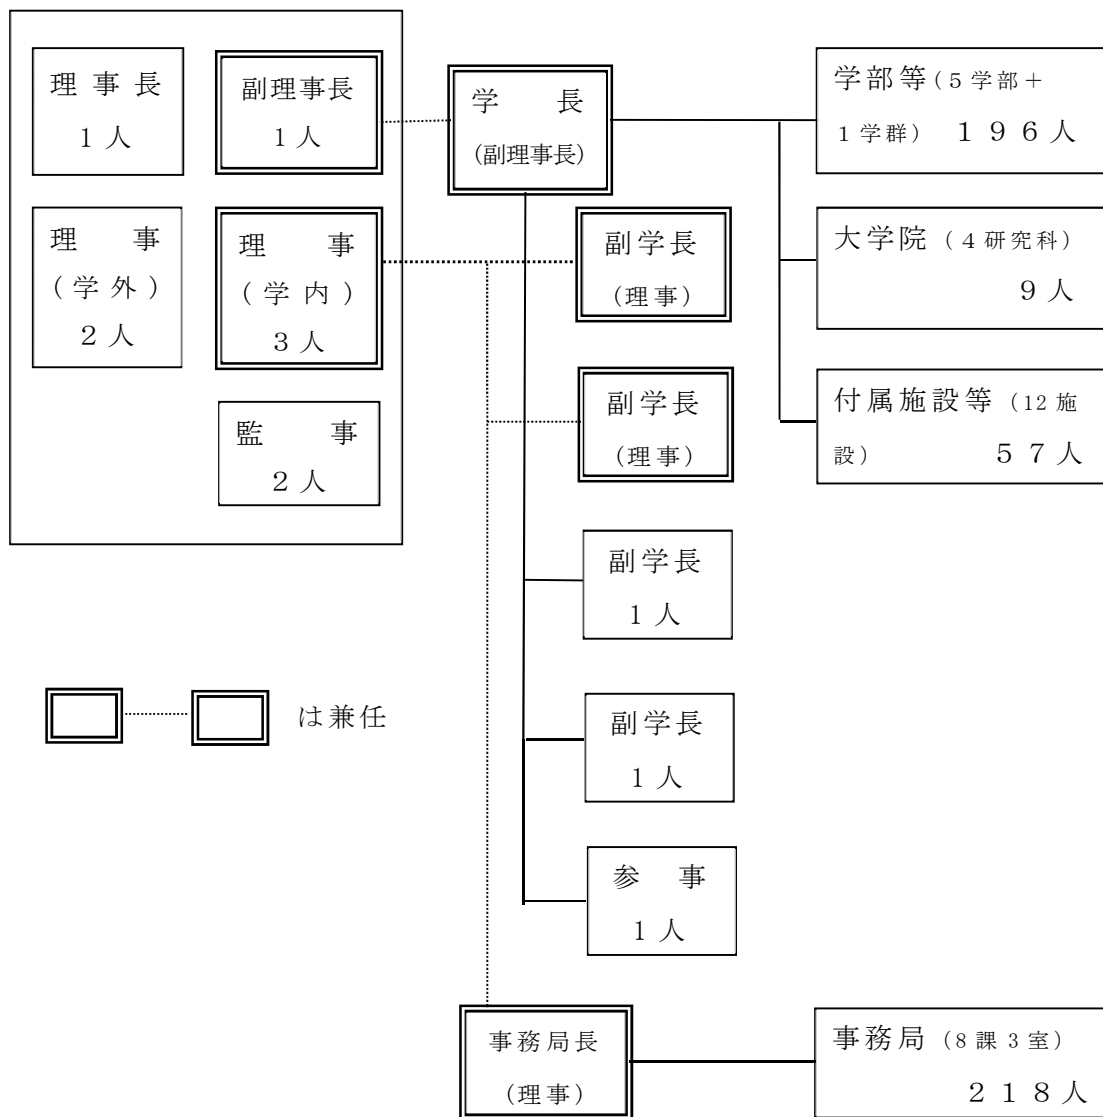 理事長
1人
副理事長
1人
学　長
(副理事長)
学部等(5学部＋
1学群)　１９６人
理　事
(学外)
2人
理　事
(学内)
3人
副学長
(理事)
大学院（4研究科）
９人
副学長
(理事)
付属施設等（12施
設）　５７人
監　事
2人
副学長
1人
は兼任
副学長
1人
参　事
1人
事務局長
(理事)
事務局（8課3室）
２１８人